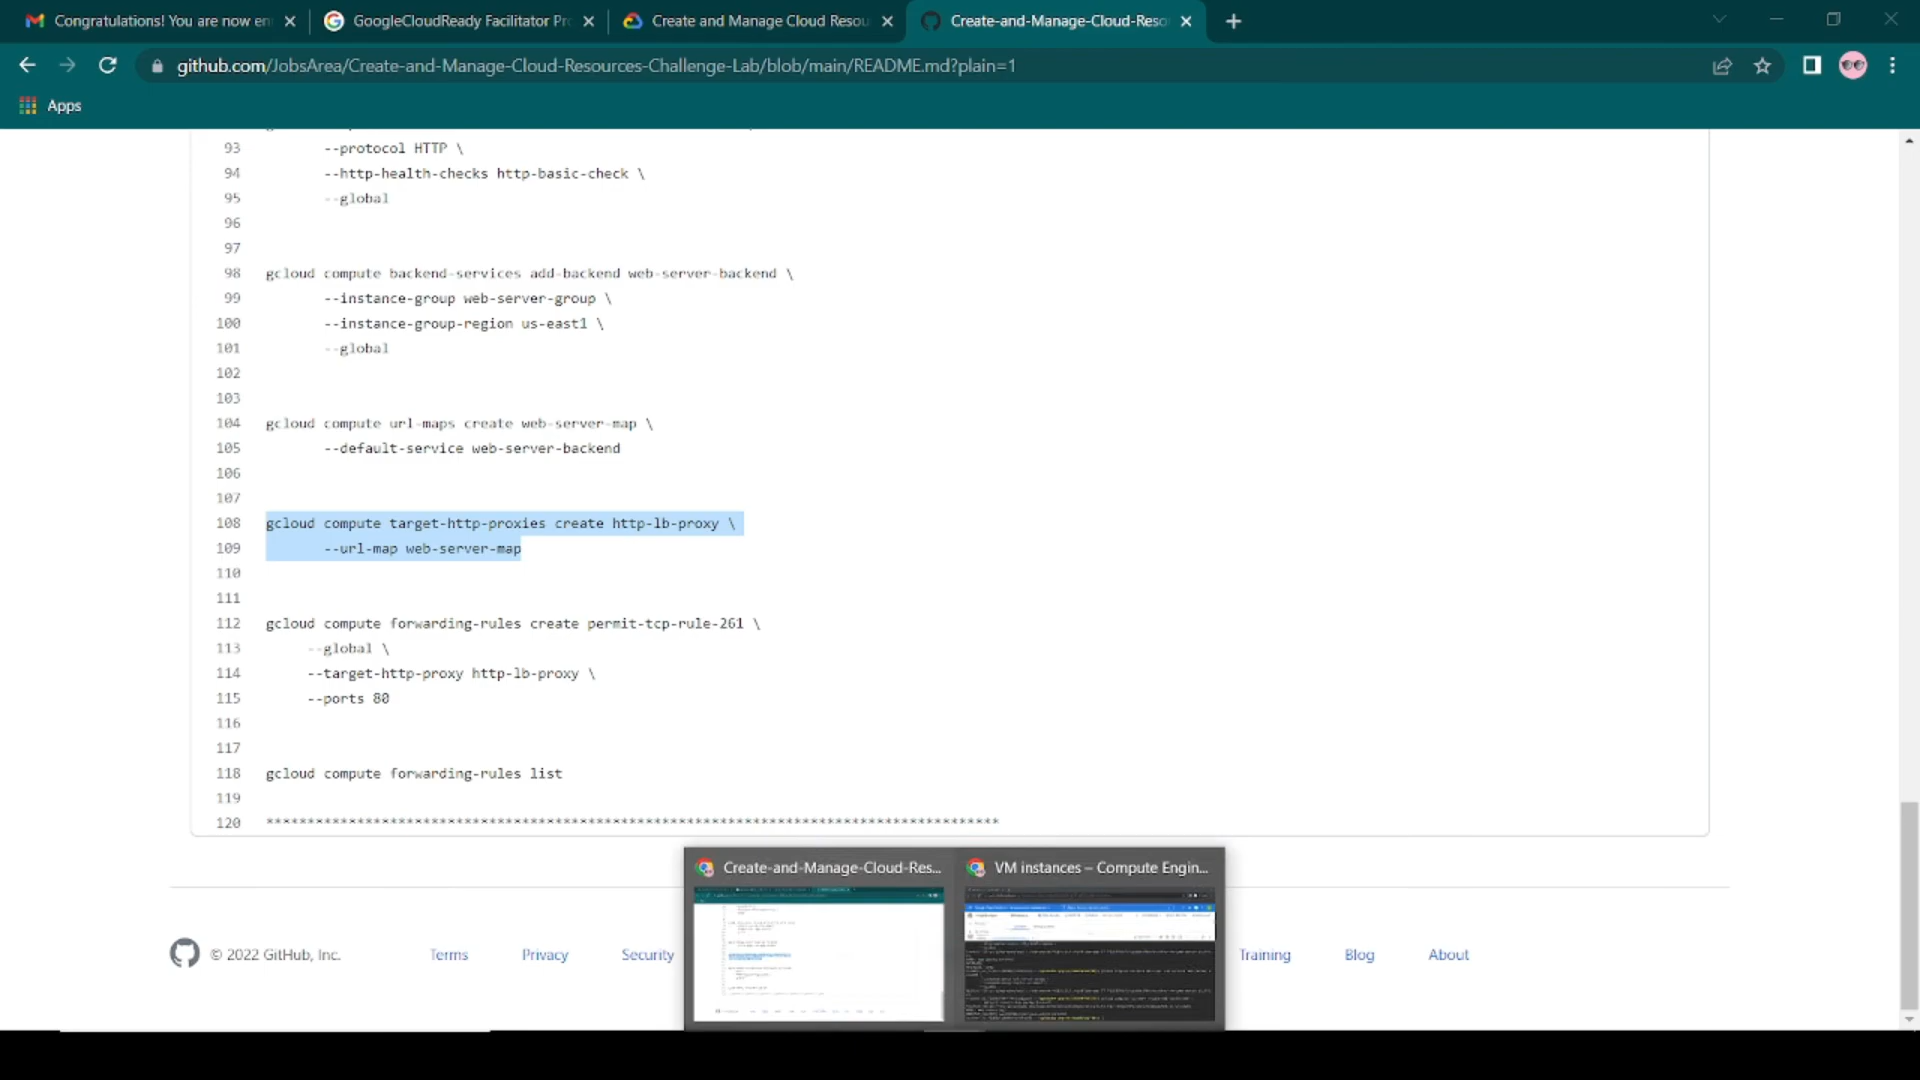 Congratulations! You are now en
GoogleCloudReady Facilitator Pr
Create and Manage Cloud Resou
Create-and-Manage-Cloud-Reso
github.com/JobsArea/Create-and-Manage-Cloud-Resources-Challenge-Lab/blob/main/README.md?plain=1
Apps
93 --protocol HTTP \
94 --http-health-checks http-basic-check \
95 --global
96
97
98 gcloud compute backend-services add-backend web-server-backend \
99 --instance-group web-server-group \
100 --instance-group-region us-east1 \
101 --global
102
103
104 gcloud compute url-maps create web-server-map \
105 --default-service web-server-backend
106
107
108 gcloud compute target-http-proxies create http-lb-proxy \
109 --url-map web-server-map
110
111
112 gcloud compute forwarding-rules create permit-tcp-rule-261 \
113 --global \
114 --target-http-proxy http-lb-proxy \
115 --ports 80
116
117
118 gcloud compute forwarding-rules list
119
120 *****************************************************************************************
Create-and-Manage-Cloud-Res...
VM instances – Compute Engin...
© 2022 GitHub, Inc.
Terms
Privacy
Security
Training
Blog
About